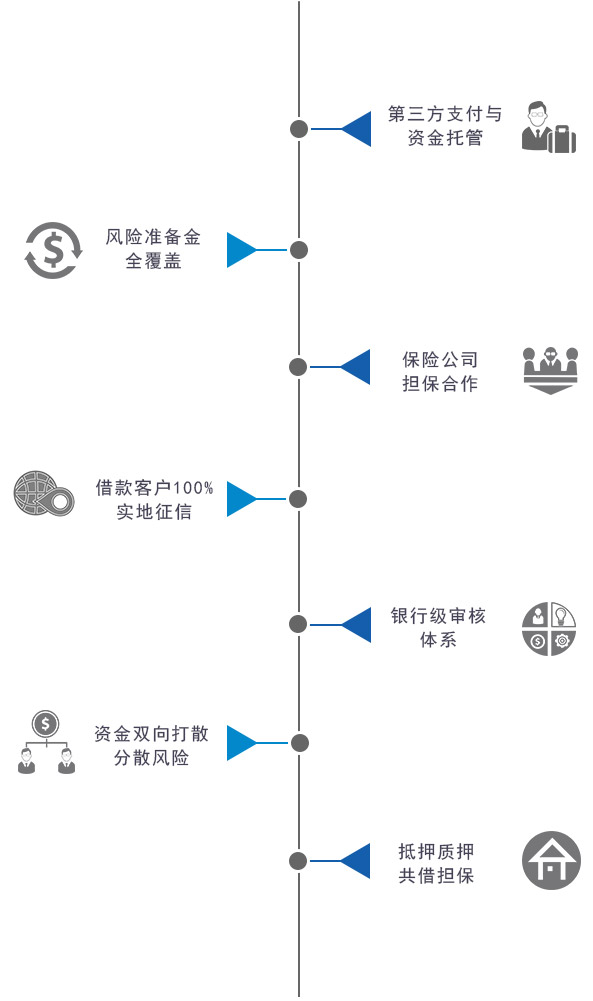 第三方支付与
资金托管
风险准备金
全覆盖
保险公司
担保合作
借款客户100%
实地征信
银行级审核
体系
资金双向打散
分散风险
抵押质押
共借担保